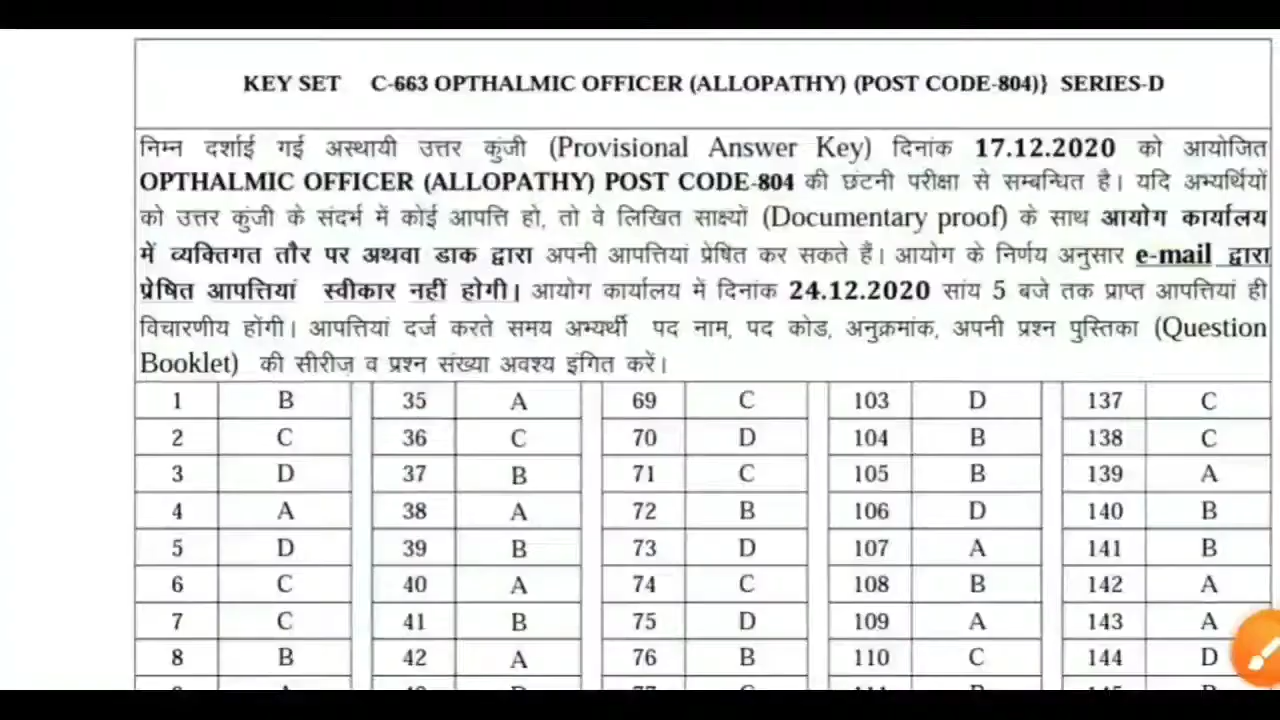 KEY SET C-663 OPTHALMIC OFFICER (ALLOPATHY) (POST CODE-804)} SERIES-D
निम्न दर्शाई गई अस्थायी उत्तर कुंजी (Provisional Answer Key) दिनांक 17.12.2020 को आयोजित
OPTHALMIC OFFICER (ALLOPATHY) POST CODE-804 की छंटनी परीक्षा से सम्बन्धित है। यदि अभ्यर्थियों
को उत्तर कुंजी के संदर्भ में कोई आपत्ति हो, तो वे लिखित साक्ष्यों (Documentary proof) के साथ आयोग कार्यालय
में व्यक्तिगत तौर पर अथवा डाक द्वारा अपनी आपत्तियां प्रेषित कर सकते हैं। आयोग के निर्णय अनुसार e-mail द्वारा
प्रेषित आपत्तियां स्वीकार नहीं होगी। आयोग कार्यालय में दिनांक 24.12.2020 सांय 5 बजे तक प्राप्त आपत्तियां ही
विचारणीय होंगी। आपत्तियां दर्ज करते समय अभ्यर्थी पद नाम, पद कोड, अनुक्रमांक, अपनी प्रश्न पुस्तिका (Question
Booklet) की सीरीज़ व प्रश्न संख्या अवश्य इंगित करें।
1 B 35 A 69 C 103 D 137 C
2 C 36 C 70 D 104 B 138 C
3 D 37 B 71 C 105 B 139 A
4 A 38 A 72 B 106 D 140 B
5 D 39 B 73 D 107 A 141 B
6 C 40 A 74 C 108 B 142 A
7 C 41 B 75 D 109 A 143 A
8 B 42 A 76 B 110 C 144 D